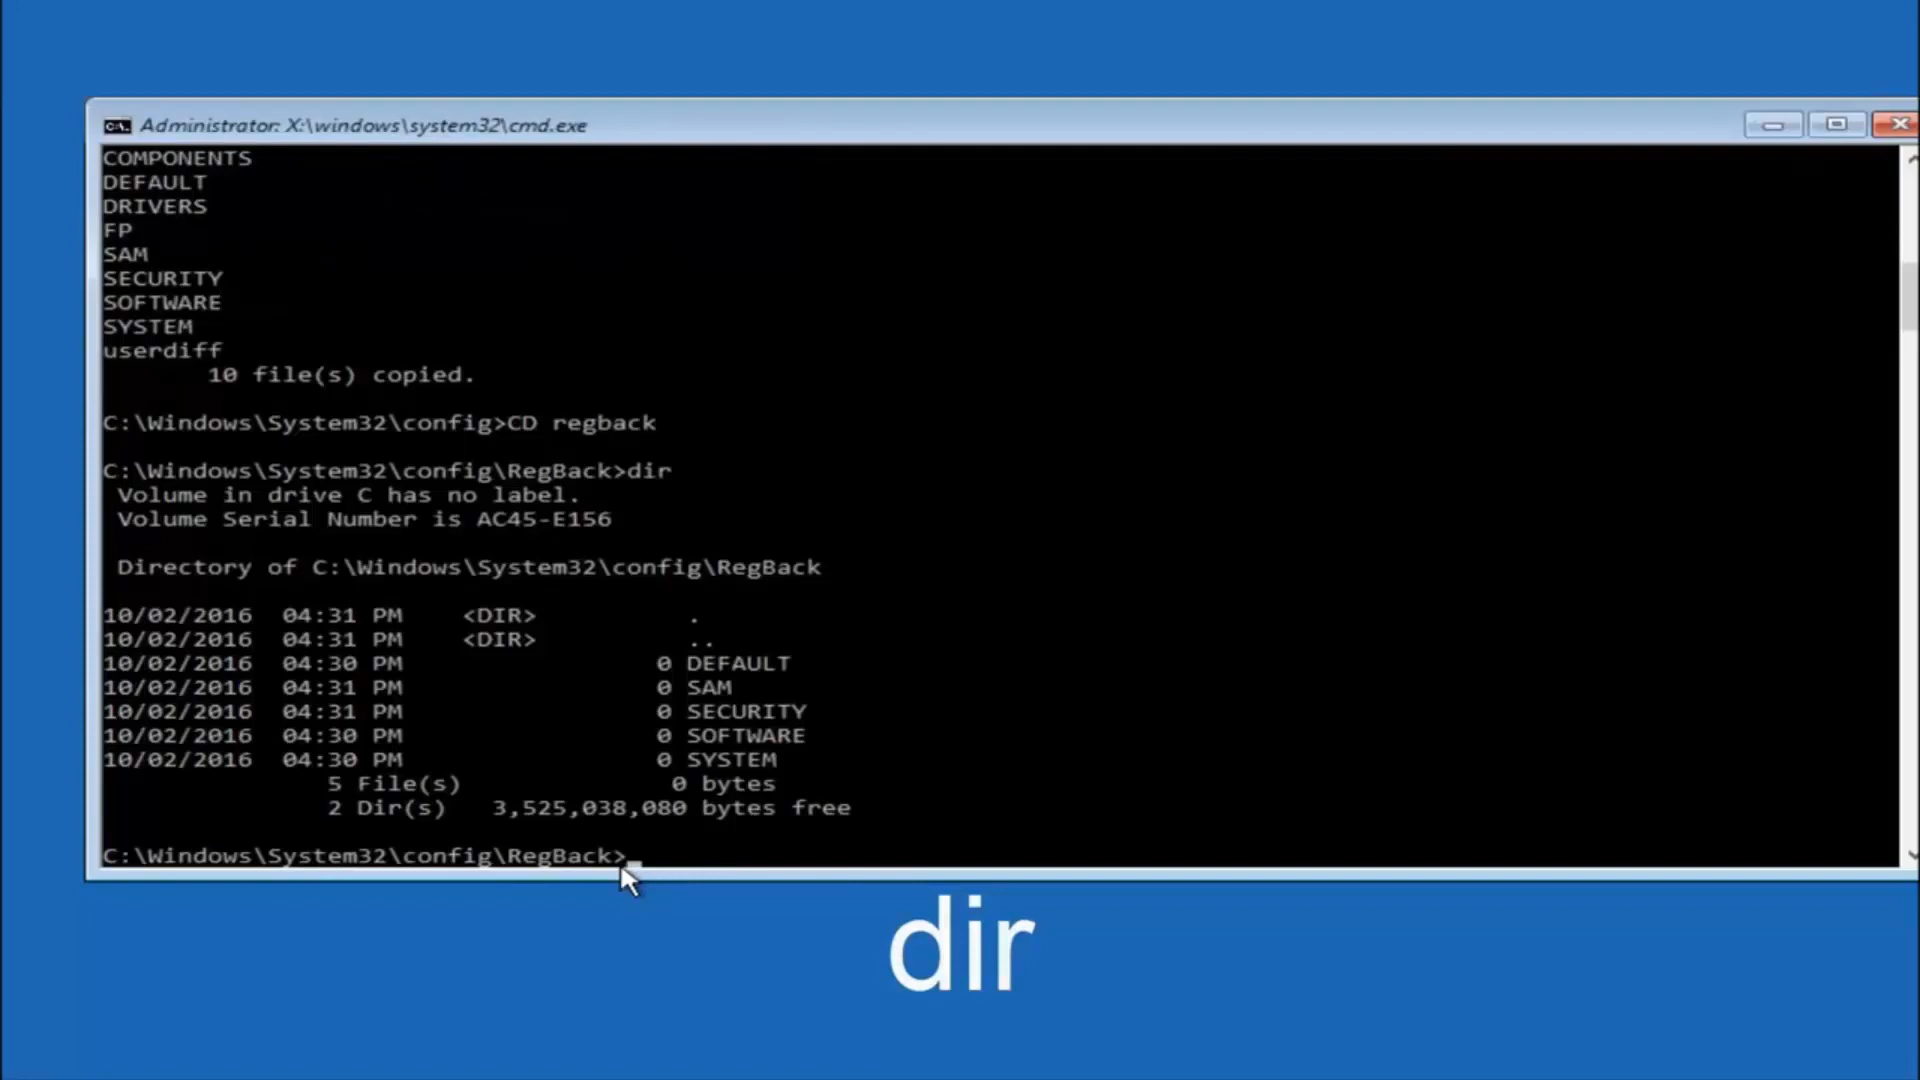 Administrator: X:\windows\system32\cmd.exe
COMPONENTS
DEFAULT
DRIVERS
FP
SAM
SECURITY
SOFTWARE
SYSTEM
userdiff
10 file(s) copied.
C:\Windows\System32\config>CD regback
C:\Windows\System32\config\RegBack>dir
Volume in drive C has no label.
Volume Serial Number is AC45-E156
Directory of C:\Windows\System32\config\RegBack
10/02/2016 04:31 PM <DIR> .
10/02/2016 04:31 PM <DIR> ..
10/02/2016 04:30 PM 0 DEFAULT
10/02/2016 04:31 PM 0 SAM
10/02/2016 04:31 PM 0 SECURITY
10/02/2016 04:30 PM 0 SOFTWARE
10/02/2016 04:30 PM 0 SYSTEM
5 File(s) 0 bytes
2 Dir(s) 3,525,038,080 bytes free
C:\Windows\System32\config\RegBack>
dir